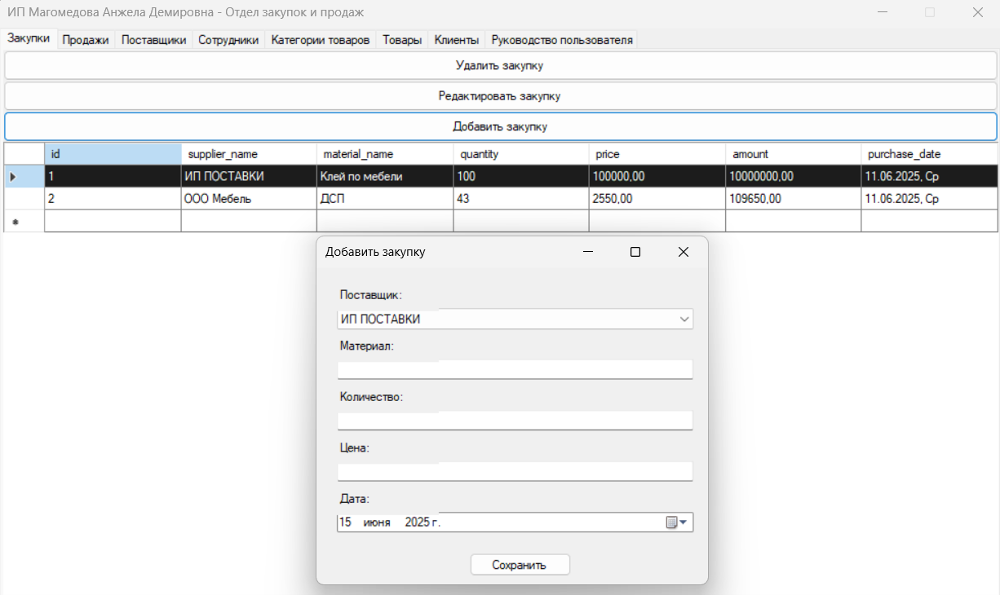 ИП Магомедова Анжела Демировна - Отдел закупок и продаж
Закупки Продажи Поставщики Сотрудники Категории товаров Товары Клиенты Руководство пользователя
Удалить закупку
Редактировать закупку
Добавить закупку
id supplier_name material_name quantity price amount purchase_date
1 ИП ПОСТАВКИ Клей по мебели 100 100000,00 10000000,00 11.06.2025, Ср
2 ООО Мебель ДСП 43 2550,00 109650,00 11.06.2025, Ср
Добавить закупку
Поставщик:
ИП ПОСТАВКИ
Материал:
Количество:
Цена:
Дата:
15 июня 2025 г.
Сохранить